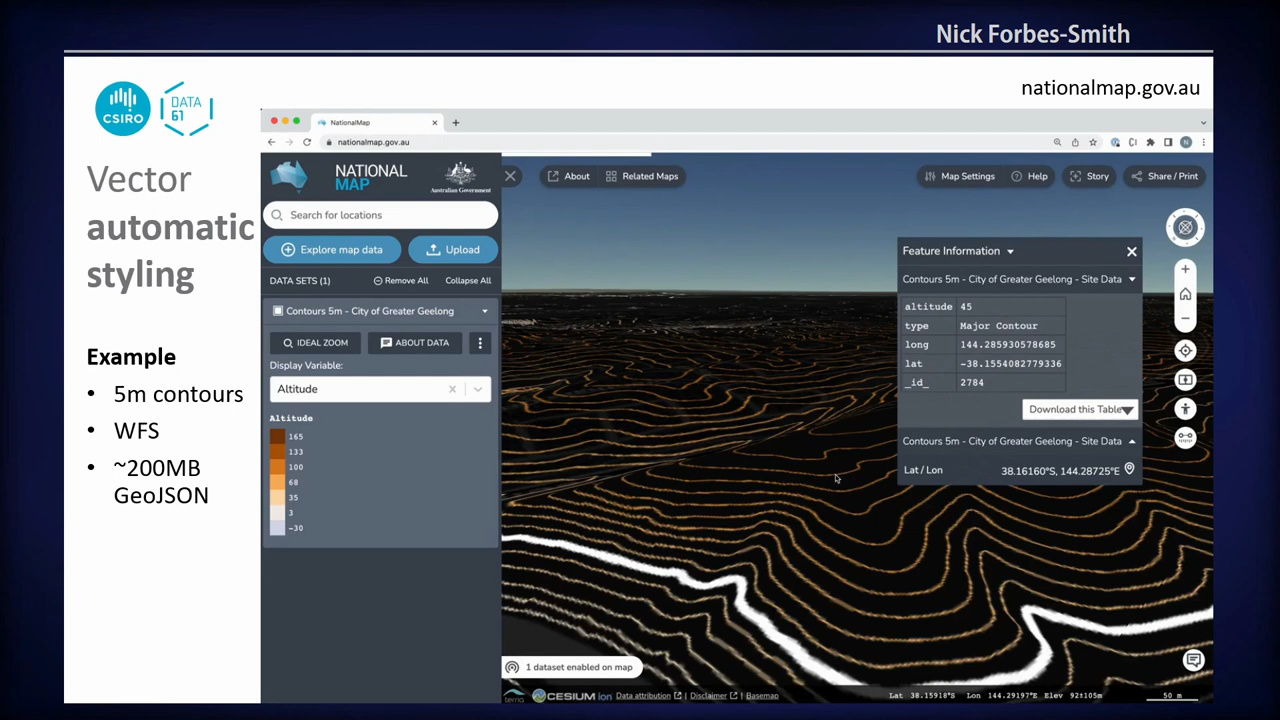 Nick Forbes-Smith
nationalmap.gov.au
CSIRO
DATA
61
Vector
automatic
styling
Example
• 5m contours
• WFS
• ~200MB
GeoJSON
NationalMap
nationalmap.gov.au
N
NATIONAL
MAP
Australian Government
About
Related Maps
Map Settings
Help
Story
Share / Print
Search for locations
Explore map data
Upload
DATA SETS (1)
Remove All
Collapse All
Contours 5m - City of Greater Geelong
IDEAL ZOOM
ABOUT DATA
Display Variable:
Altitude
Altitude
165
133
100
68
35
3
-30
Feature Information
Contours 5m - City of Greater Geelong - Site Data
altitude 45
type Major Contour
long 144.285930578685
lat -38.1554082779336
_id_ 2784
Download this Table
Contours 5m - City of Greater Geelong - Site Data
Lat / Lon 38.16160°S, 144.28725°E
1 dataset enabled on map
terria
CESIUM ion
Data attribution
Disclaimer
Basemap
Lat 38.15918°S Lon 144.29197°E Elev 92±105m
50 m